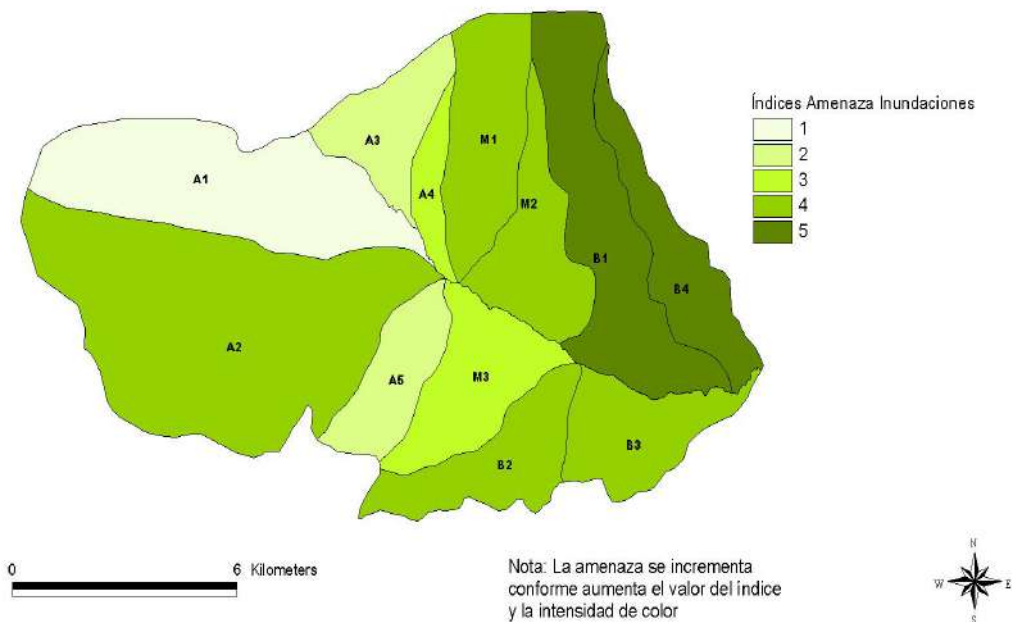 Índices Amenaza Inundaciones
1
2
3
4
5
A1
A3
A4
M1
M2
B1
B4
A2
A5
M3
B2
B3
0 6 Kilometers
Nota: La amenaza se incrementa
conforme aumenta el valor del índice
y la intensidad de color
N
W E
S